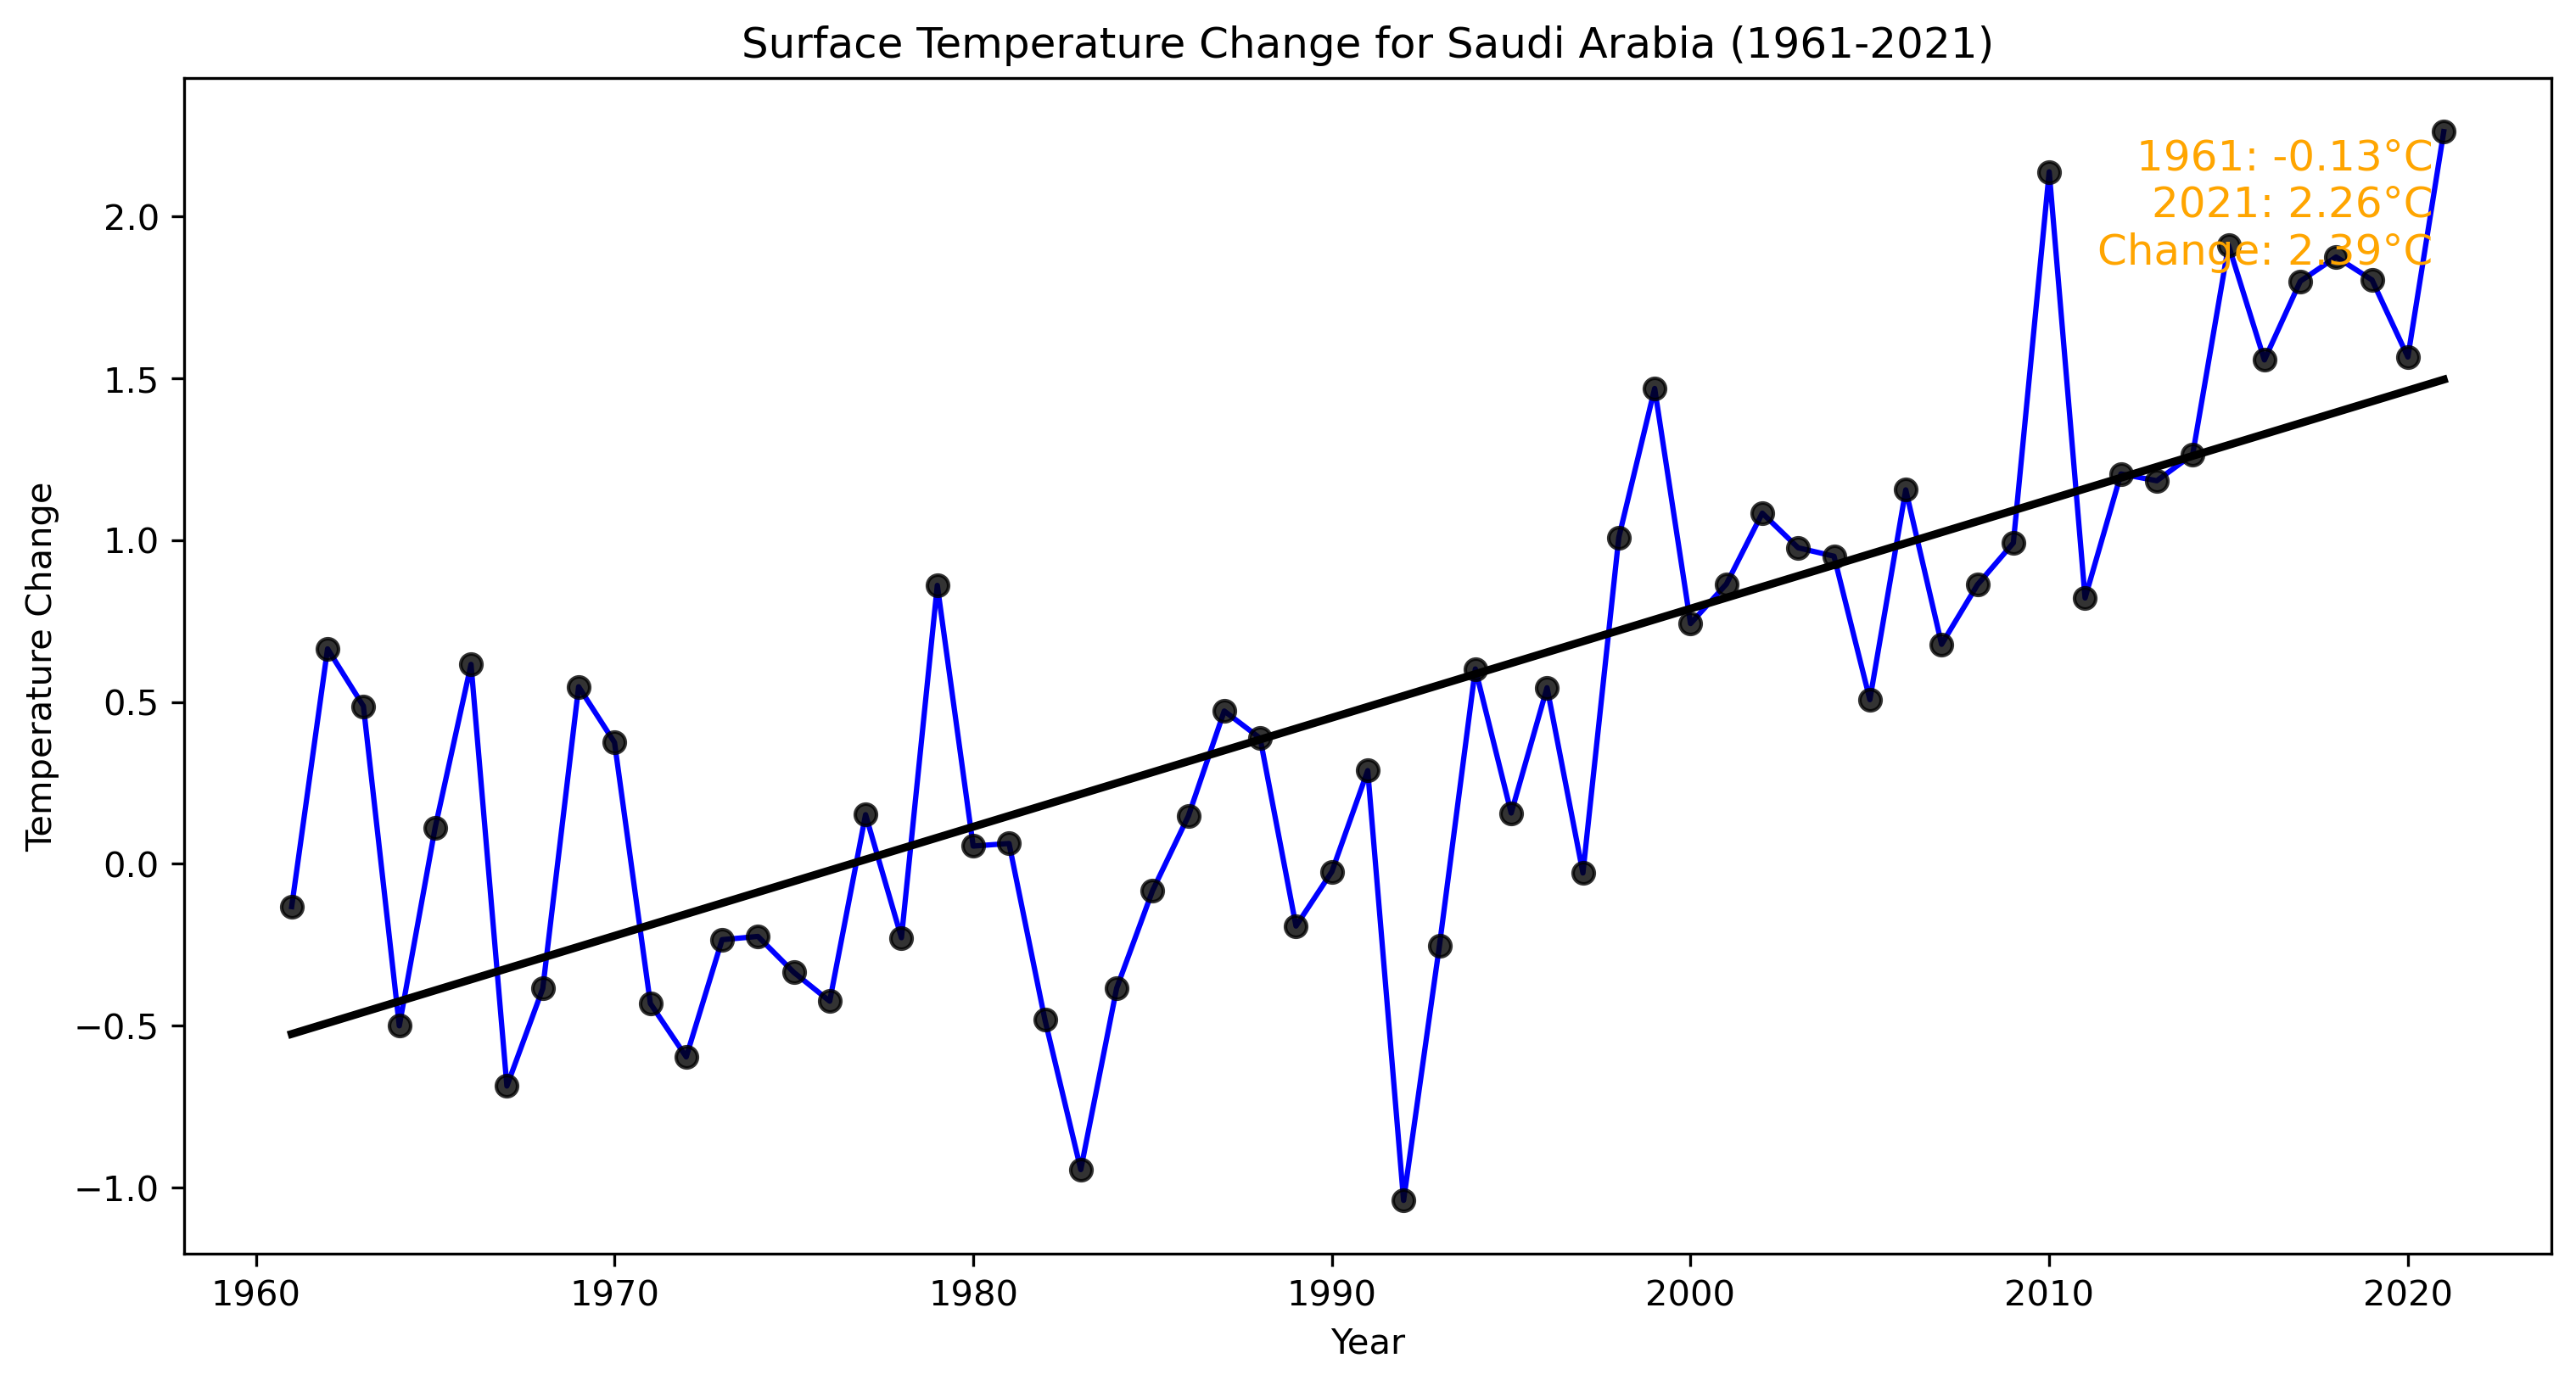 Surface Temperature Change for Saudi Arabia (1961-2021)
1961: -0.13°C
2021: 2.26°C
Change: 2.39°C
Temperature Change
2.0
1.5
1.0
0.5
0.0
−0.5
−1.0
1960 1970 1980 1990 2000 2010 2020
Year